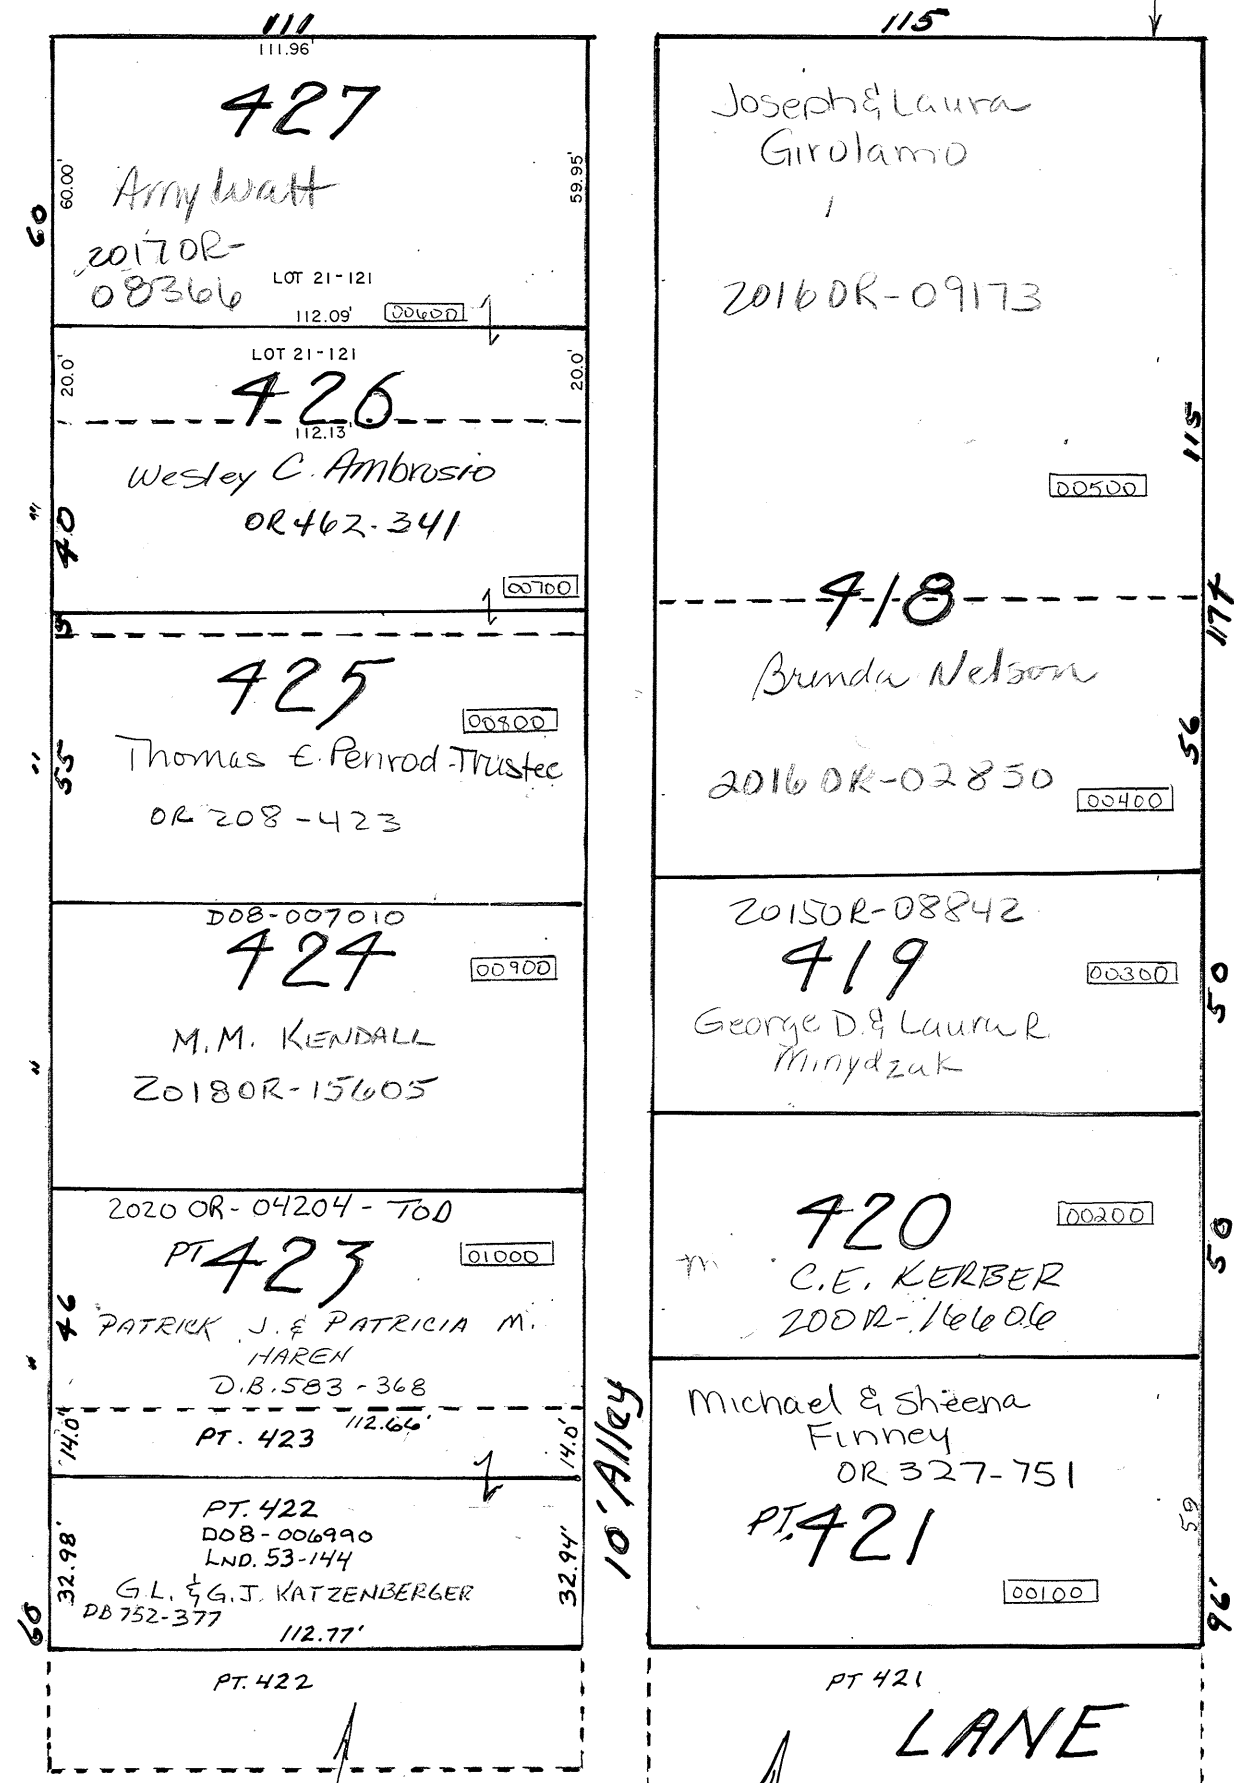 111
111.96'
427
60.00'
59.95'
60
Amy Watt
2017 OR-
08366
LOT 21-121
112.09'
00600
LOT 21-121
20.0'
20.0'
426
112.13'
Wesley C. Ambrosio
OR 462-341
40
"
00700
425
00800
55
"
Thomas E. Penrod-Trustee
OR 208-423
D08-007010
424
00900
M.M. KENDALL
2018OR-15605
"
2020 OR-04204-TOD
PT 423
01000
46
"
PATRICK J. & PATRICIA M.
HAREN
D.B. 583-368
112.66'
14.0'
14.0'
PT. 423
PT. 422
D08-006990
LND. 53-144
G.L. & G.J. KATZENBERGER
DB 752-377
32.98'
32.94'
60
112.77'
PT. 422
10' Alley
115
Joseph & Laura
Girolamo
2016 OR-09173
115
00500
418
117+
Brenda Nelson
56
2016 OR-02850
00400
2015OR-08842
419
00300
50
George D. & Laura R.
Minydzak
420
00200
50
C.E. KERBER
200R-16606
Michael & Sheena
Finney
OR 327-751
PT. 421
59
00100
96'
PT 421
LANE